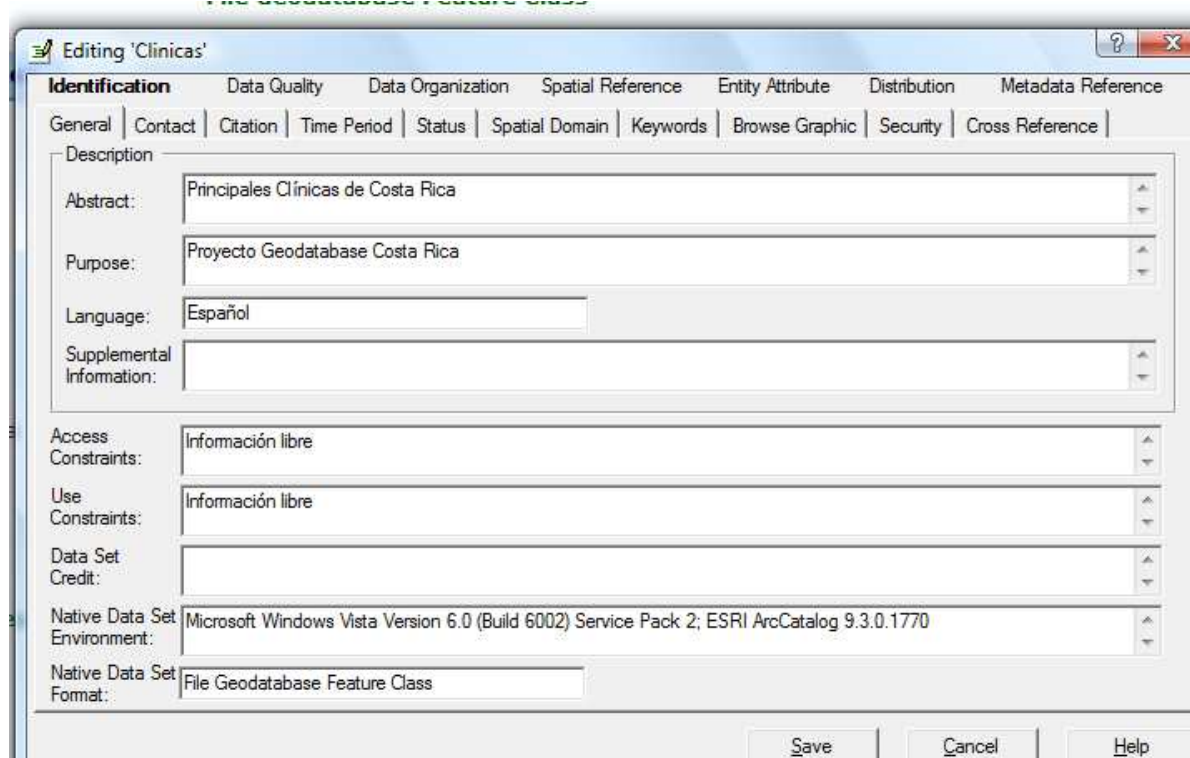 File Geodatabase Feature Class
Editing 'Clinicas'
Identification Data Quality Data Organization Spatial Reference Entity Attribute Distribution Metadata Reference
General Contact Citation Time Period Status Spatial Domain Keywords Browse Graphic Security Cross Reference
Description
Abstract: Principales Clínicas de Costa Rica
Purpose: Proyecto Geodatabase Costa Rica
Language: Español
Supplemental
Information:
Access
Constraints: Información libre
Use
Constraints: Información libre
Data Set
Credit:
Native Data Set
Environment: Microsoft Windows Vista Version 6.0 (Build 6002) Service Pack 2; ESRI ArcCatalog 9.3.0.1770
Native Data Set
Format: File Geodatabase Feature Class
Save Cancel Help